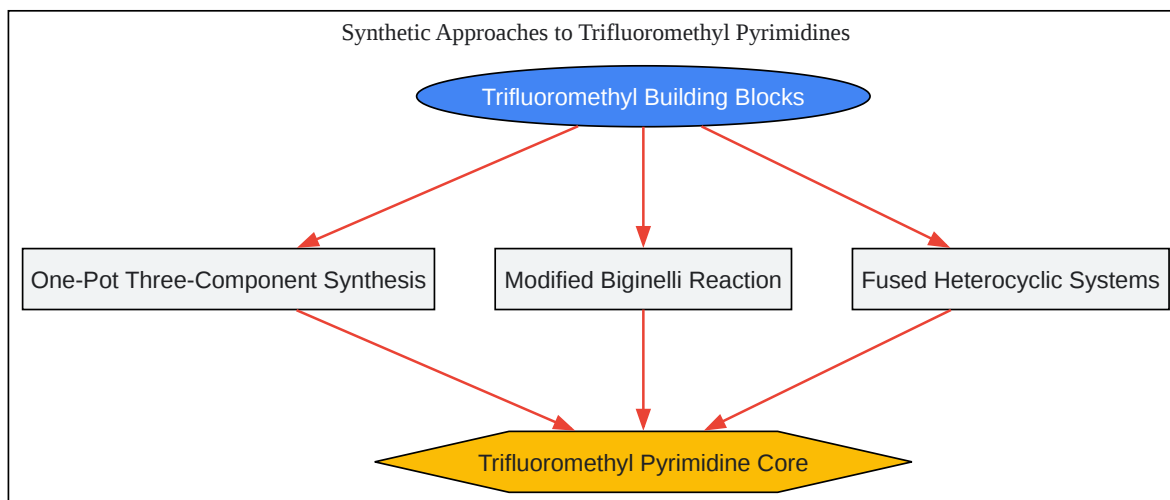 Synthetic Approaches to Trifluoromethyl Pyrimidines
Trifluoromethyl Building Blocks
One-Pot Three-Component Synthesis
Modified Biginelli Reaction
Fused Heterocyclic Systems
Trifluoromethyl Pyrimidine Core